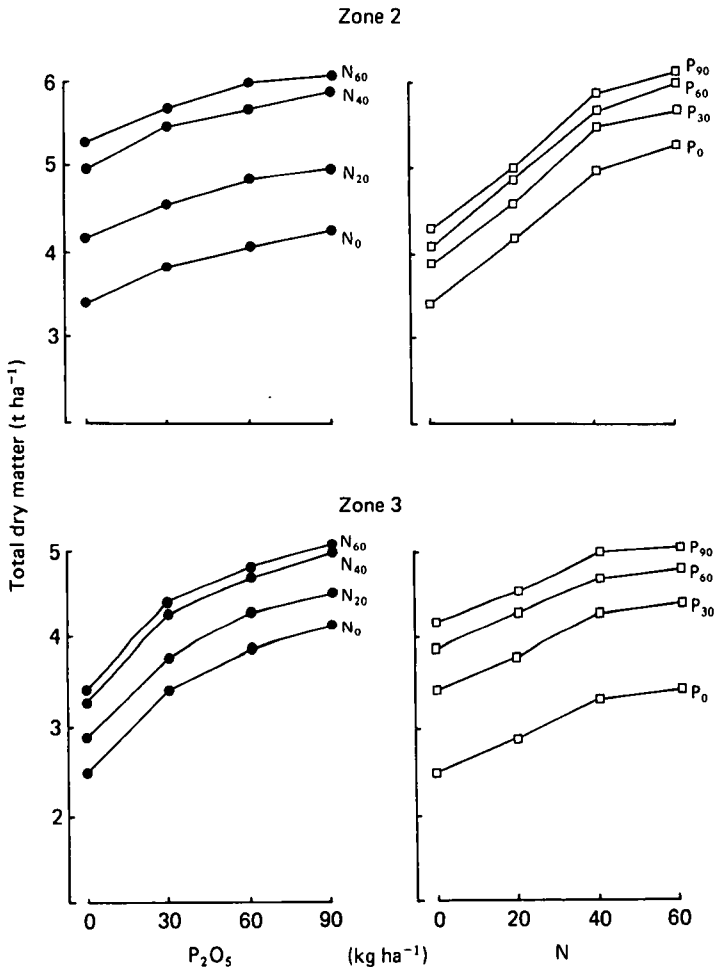 Zone 2
6
5
4
3
N₆₀
N₄₀
N₂₀
N₀
P₉₀
P₆₀
P₃₀
P₀
Total dry matter (t ha⁻¹)
Zone 3
5
4
3
2
N₆₀
N₄₀
N₂₀
N₀
P₉₀
P₆₀
P₃₀
P₀
0 30 60 90 0 20 40 60
P₂O₅ (kg ha⁻¹) N